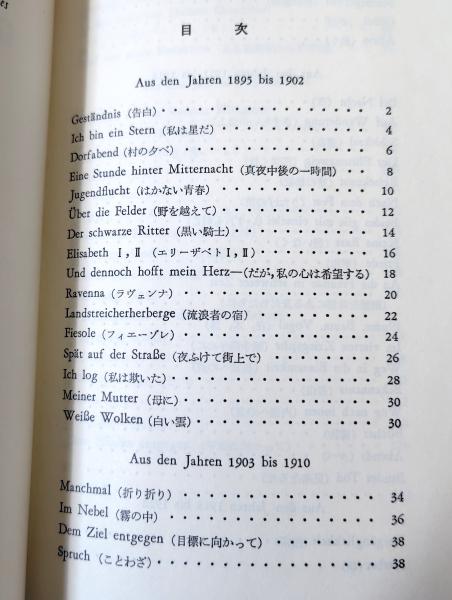 目次
Aus den Jahren 1895 bis 1902
Geständnis (告白) 2
Ich bin ein Stern (私は星だ) 4
Dorfabend (村の夕べ) 6
Eine Stunde hinter Mitternacht (真夜中後の一時間) 8
Jugendflucht (はかない青春) 10
Über die Felder (野を越えて) 12
Der schwarze Ritter (黒い騎士) 14
Elisabeth Ⅰ, Ⅱ (エリーザベトⅠ, Ⅱ) 16
Und dennoch hofft mein Herz—(だが, 私の心は希望する) 18
Ravenna (ラヴェンナ) 20
Landstreicherherberge (流浪者の宿) 22
Fiesole (フィエーゾレ) 24
Spät auf der Straße (夜ふけて街上で) 26
Ich log (私は欺いた) 28
Meiner Mutter (母に) 30
Weiße Wolken (白い雲) 30
Aus den Jahren 1903 bis 1910
Manchmal (折り折り) 34
Im Nebel (霧の中) 36
Dem Ziel entgegen (目標に向かって) 38
Spruch (ことわざ) 38